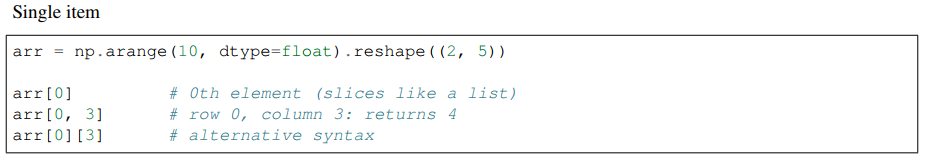 Single item
arr = np.arange(10, dtype=float).reshape((2, 5))
arr[0] # 0th element (slices like a list)
arr[0, 3] # row 0, column 3: returns 4
arr[0][3] # alternative syntax